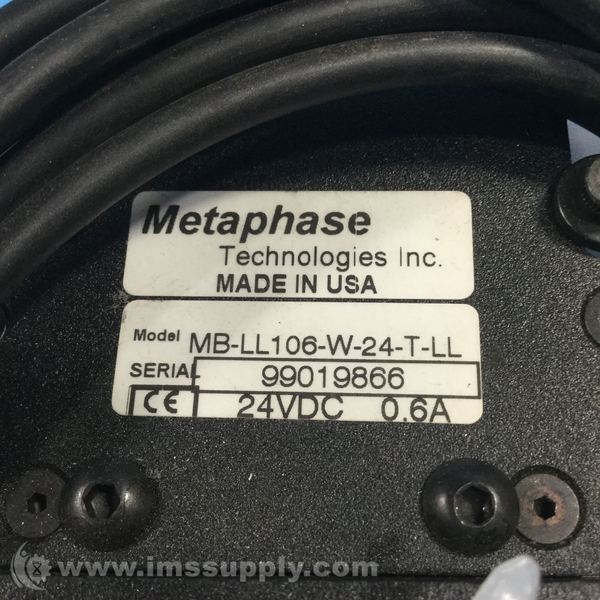 Metaphase
Technologies Inc.
MADE IN USA
Model MB-LL106-W-24-T-LL
SERIAL 99019866
CE 24VDC 0.6A
www.imssupply.com